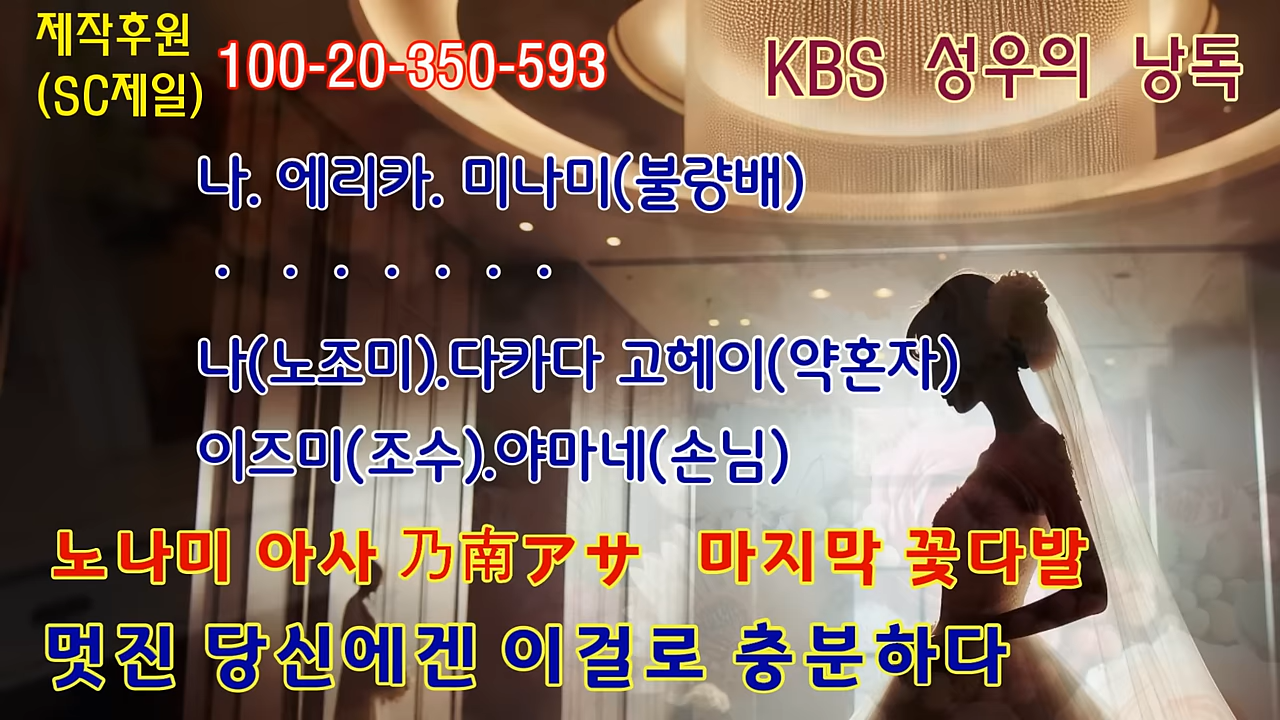 제작후원
(SC제일)
100-20-350-593
KBS 성우의 낭독
나. 에리카. 미나미(불량배)
. . . . . . .
나(노조미).다카다 고헤이(약혼자)
이즈미(조수).야마네(손님)
노나미 아사 乃南アサ 마지막 꽃다발
멋진 당신에겐 이걸로 충분하다